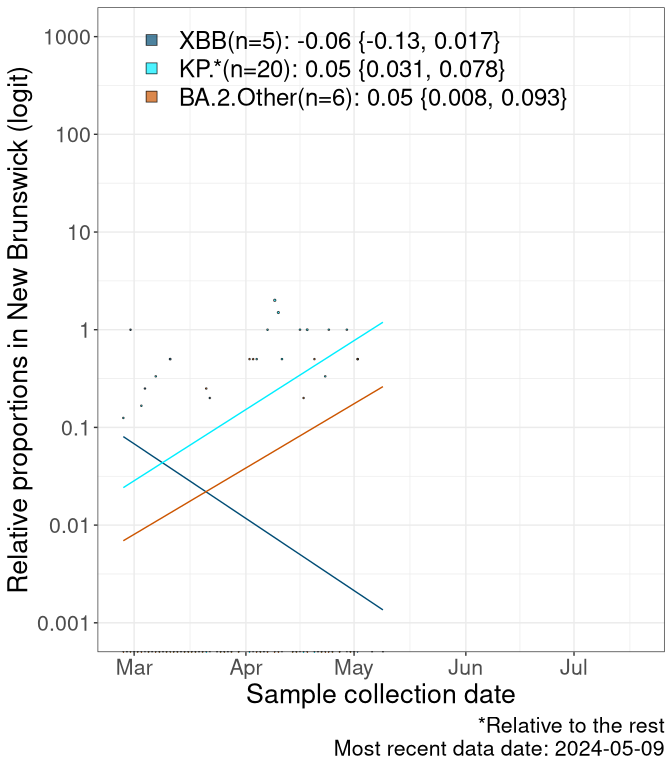 XBB(n=5): -0.06 {-0.13, 0.017}
KP.*(n=20): 0.05 {0.031, 0.078}
BA.2.Other(n=6): 0.05 {0.008, 0.093}
Relative proportions in New Brunswick (logit)
1000
100
10
1
0.1
0.01
0.001
Mar Apr May Jun Jul
Sample collection date
*Relative to the rest
Most recent data date: 2024-05-09